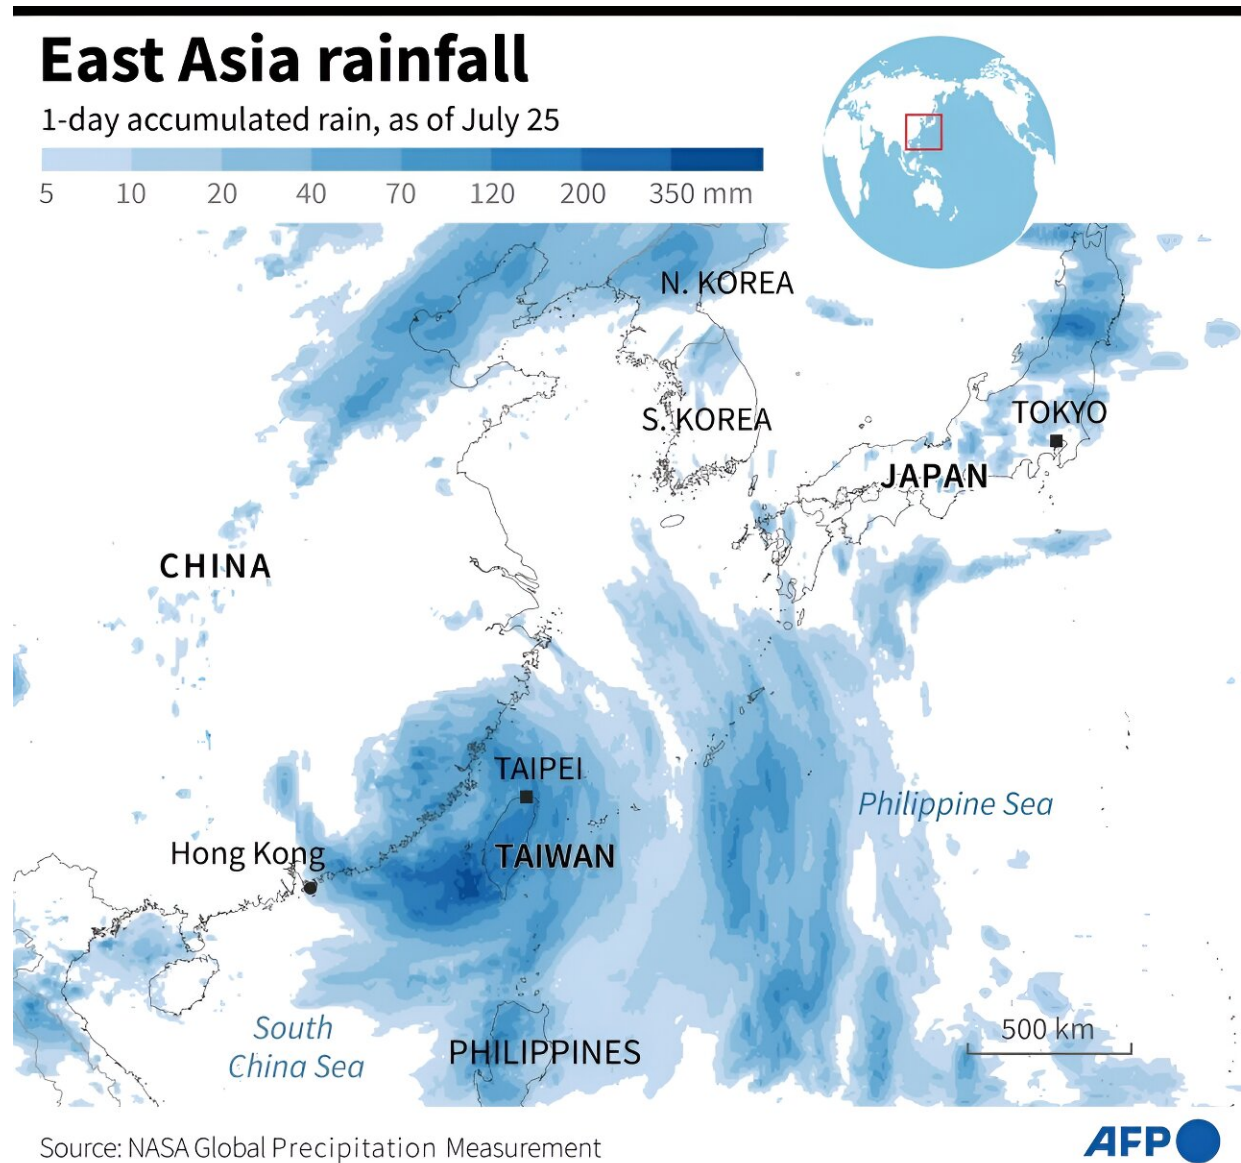 East Asia rainfall
1-day accumulated rain, as of July 25
5 10 20 40 70 120 200 350 mm
N. KOREA
S. KOREA
TOKYO
JAPAN
CHINA
TAIPEI
Philippine Sea
Hong Kong
TAIWAN
500 km
South
China Sea
PHILIPPINES
Source: NASA Global Precipitation Measurement
AFP